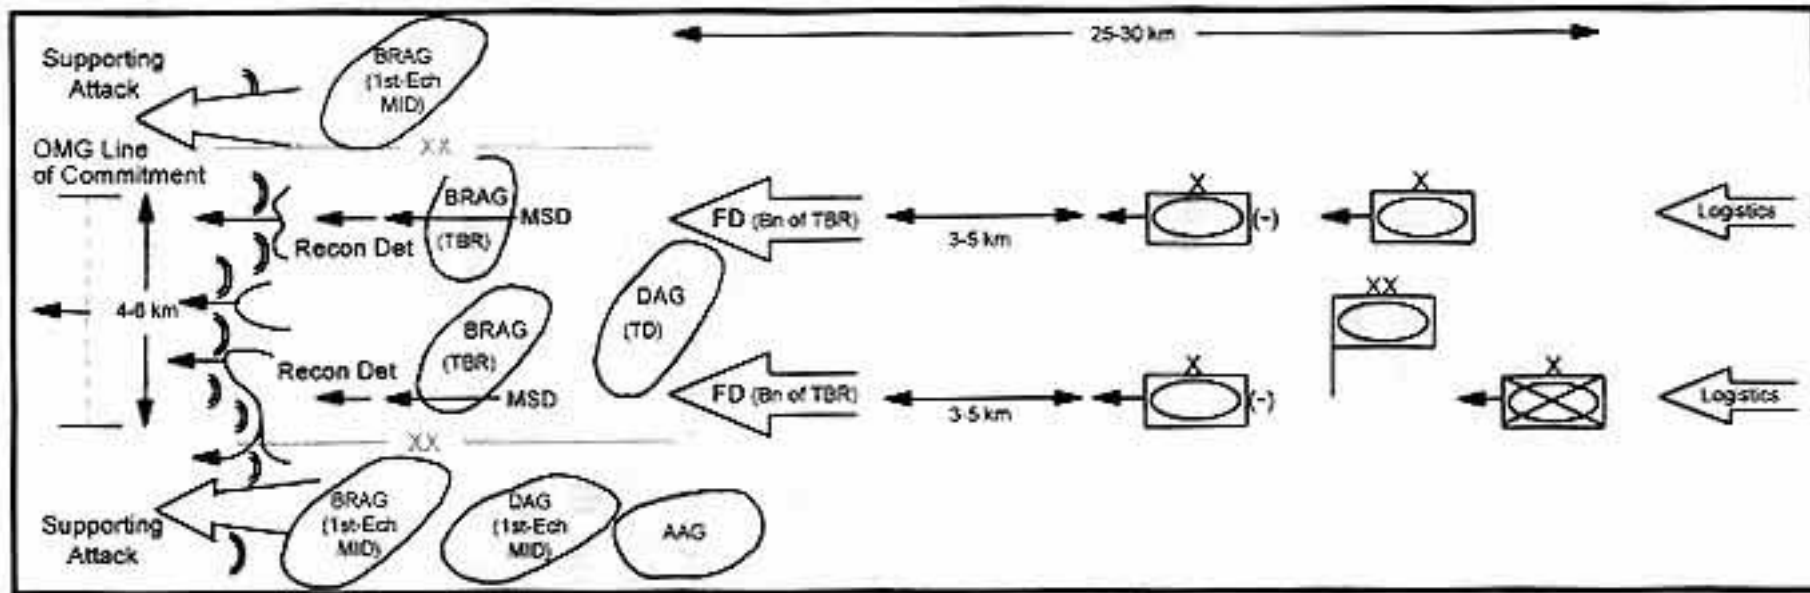 25-30 km
Supporting
Attack
BRAG
(1st-Ech
MID)
XX
OMG Line
of Commitment
BRAG
(TBR)
MSD
Recon Det
FD (Bn of TBR)
3-5 km
X
(-)
X
Logistics
4-6 km
DAG
(TD)
XX
BRAG
(TBR)
Recon Det
MSD
FD (Bn of TBR)
3-5 km
X
(-)
X
Logistics
XX
Supporting
Attack
BRAG
(1st-Ech
MID)
DAG
(1st-Ech
MID)
AAG